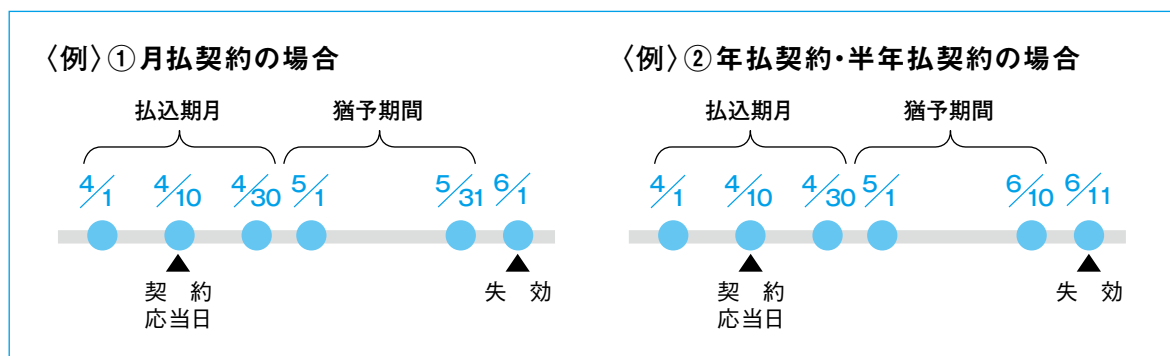 〈例〉①月払契約の場合
払込期月 猶予期間
4/1 4/10 4/30 5/1 5/31 6/1
契 約
応当日
失 効
〈例〉②年払契約・半年払契約の場合
払込期月 猶予期間
4/1 4/10 4/30 5/1 6/10 6/11
契 約
応当日
失 効